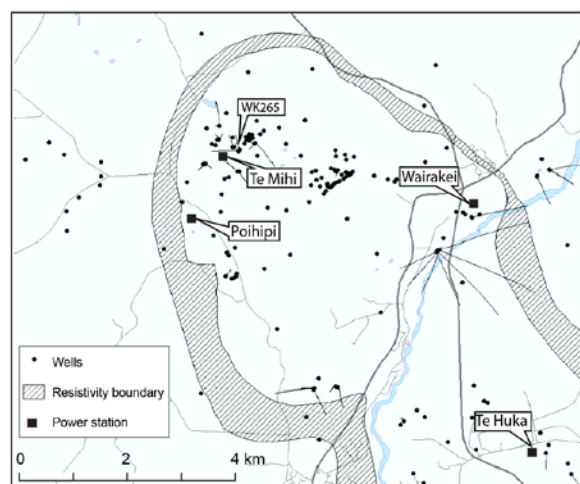 WK265
Te Mihi
Wairakei
Poihipi
Wells
Resistivity boundary
Power station
Te Huka
0 2 4 km